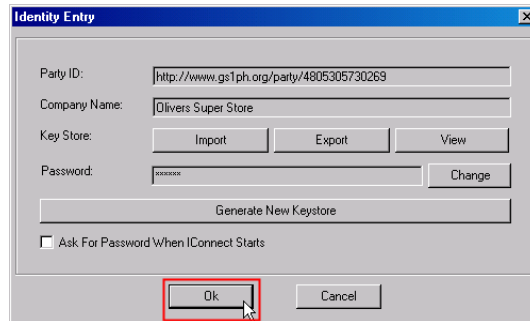 Identity Entry
Party ID: http://www.gs1ph.org/party/4805305730269
Company Name: Olivers Super Store
Key Store: Import Export View
Password: xxxxxx Change
Generate New Keystore
Ask For Password When IConnect Starts
Ok Cancel